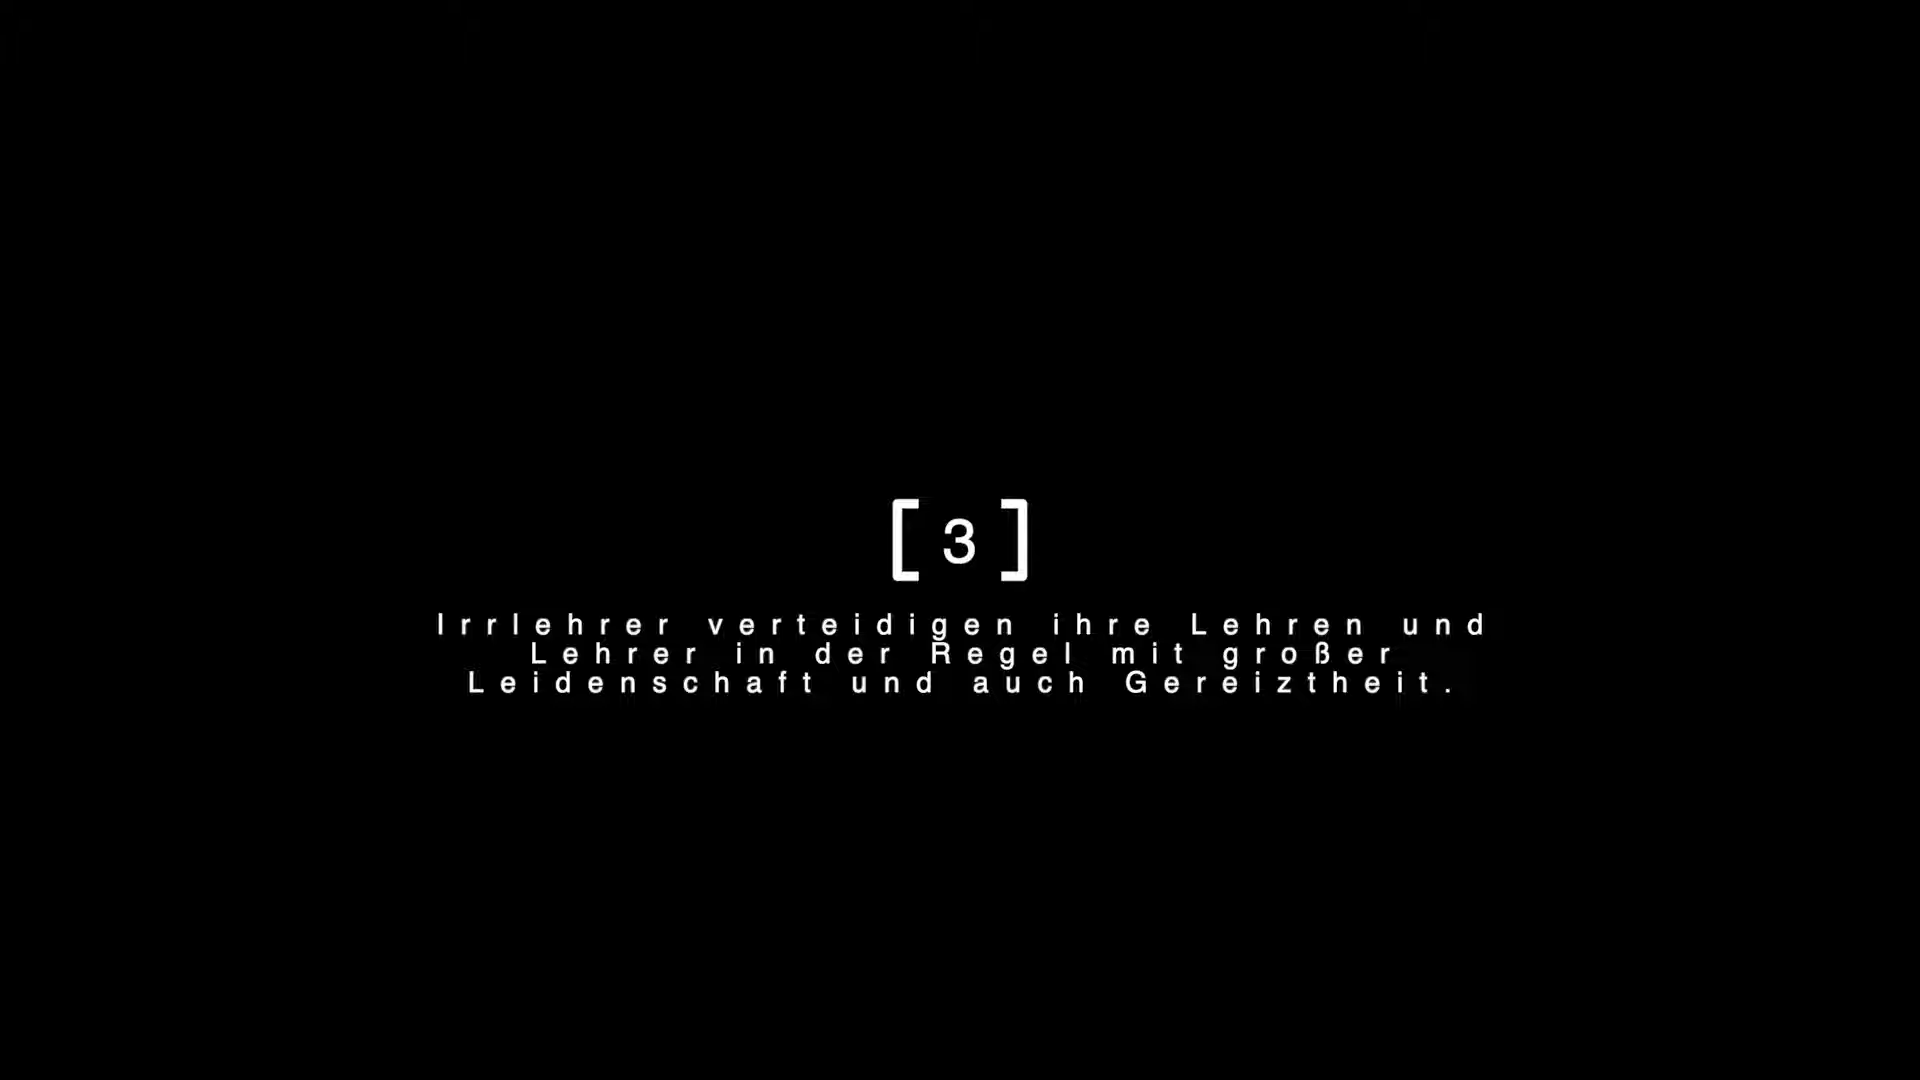 [3]
Irrlehrer verteidigen ihre Lehren und
Lehrer in der Regel mit großer
Leidenschaft und auch Gereiztheit.